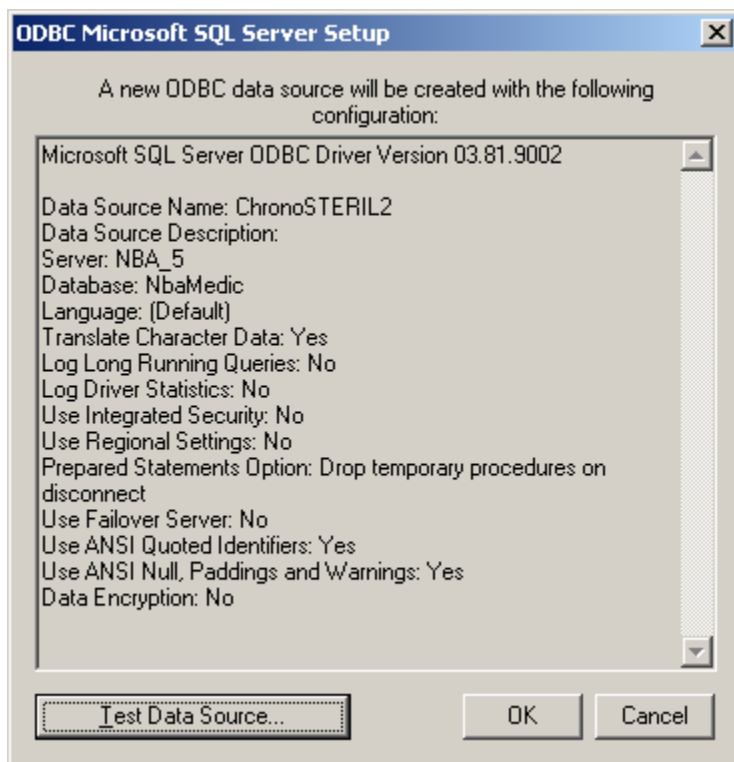 ODBC Microsoft SQL Server Setup
A new ODBC data source will be created with the following
configuration:
Microsoft SQL Server ODBC Driver Version 03.81.9002
Data Source Name: ChronoSTERIL2
Data Source Description:
Server: NBA_5
Database: NbaMedic
Language: (Default)
Translate Character Data: Yes
Log Long Running Queries: No
Log Driver Statistics: No
Use Integrated Security: No
Use Regional Settings: No
Prepared Statements Option: Drop temporary procedures on
disconnect
Use Failover Server: No
Use ANSI Quoted Identifiers: Yes
Use ANSI Null, Paddings and Warnings: Yes
Data Encryption: No
Test Data Source... OK Cancel